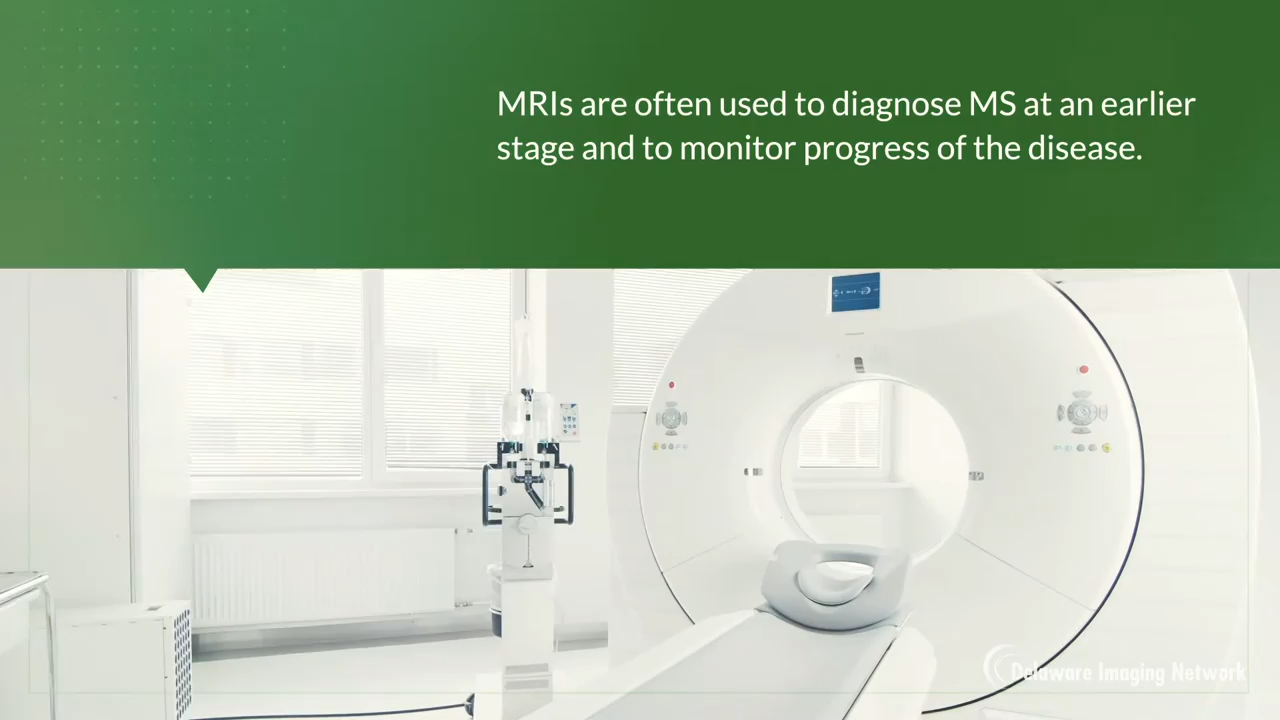 MRIs are often used to diagnose MS at an earlier
stage and to monitor progress of the disease.
Delaware Imaging Network